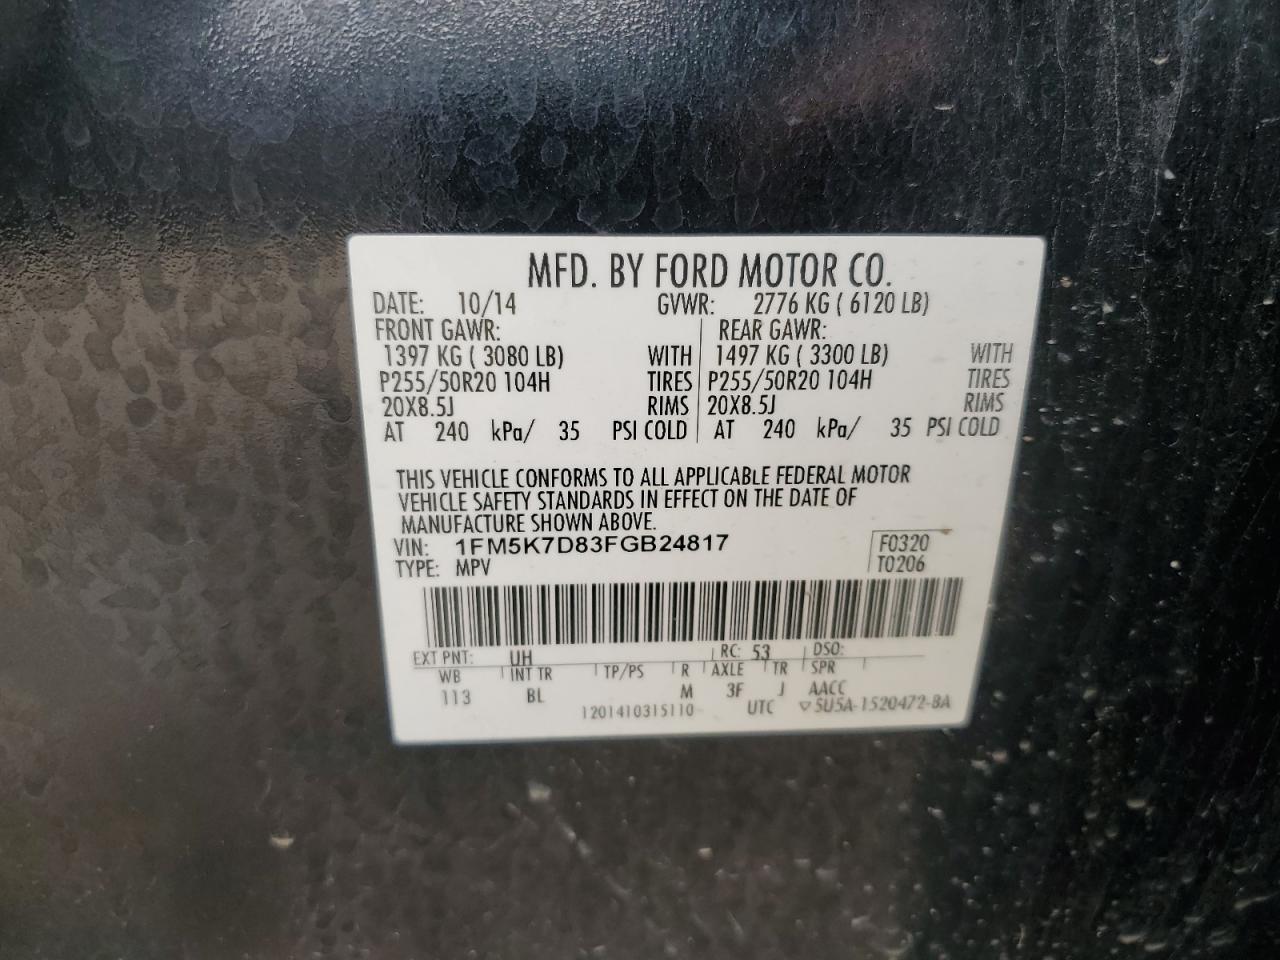 MFD. BY FORD MOTOR CO.
DATE: 10/14 GVWR: 2776 KG ( 6120 LB)
FRONT GAWR: REAR GAWR:
1397 KG ( 3080 LB) WITH 1497 KG ( 3300 LB) WITH
P255/50R20 104H TIRES P255/50R20 104H TIRES
20X8.5J RIMS 20X8.5J RIMS
AT 240 kPa/ 35 PSI COLD AT 240 kPa/ 35 PSI COLD
THIS VEHICLE CONFORMS TO ALL APPLICABLE FEDERAL MOTOR
VEHICLE SAFETY STANDARDS IN EFFECT ON THE DATE OF
MANUFACTURE SHOWN ABOVE.
VIN: 1FM5K7D83FGB24817 F0320
TYPE: MPV T0206
EXT PNT: UH RC: 53 DSO:
WB INT TR TP/PS R AXLE TR SPR
113 BL M 3F J AACC
1201410315110 UTC ▽5U5A-1520472-BA